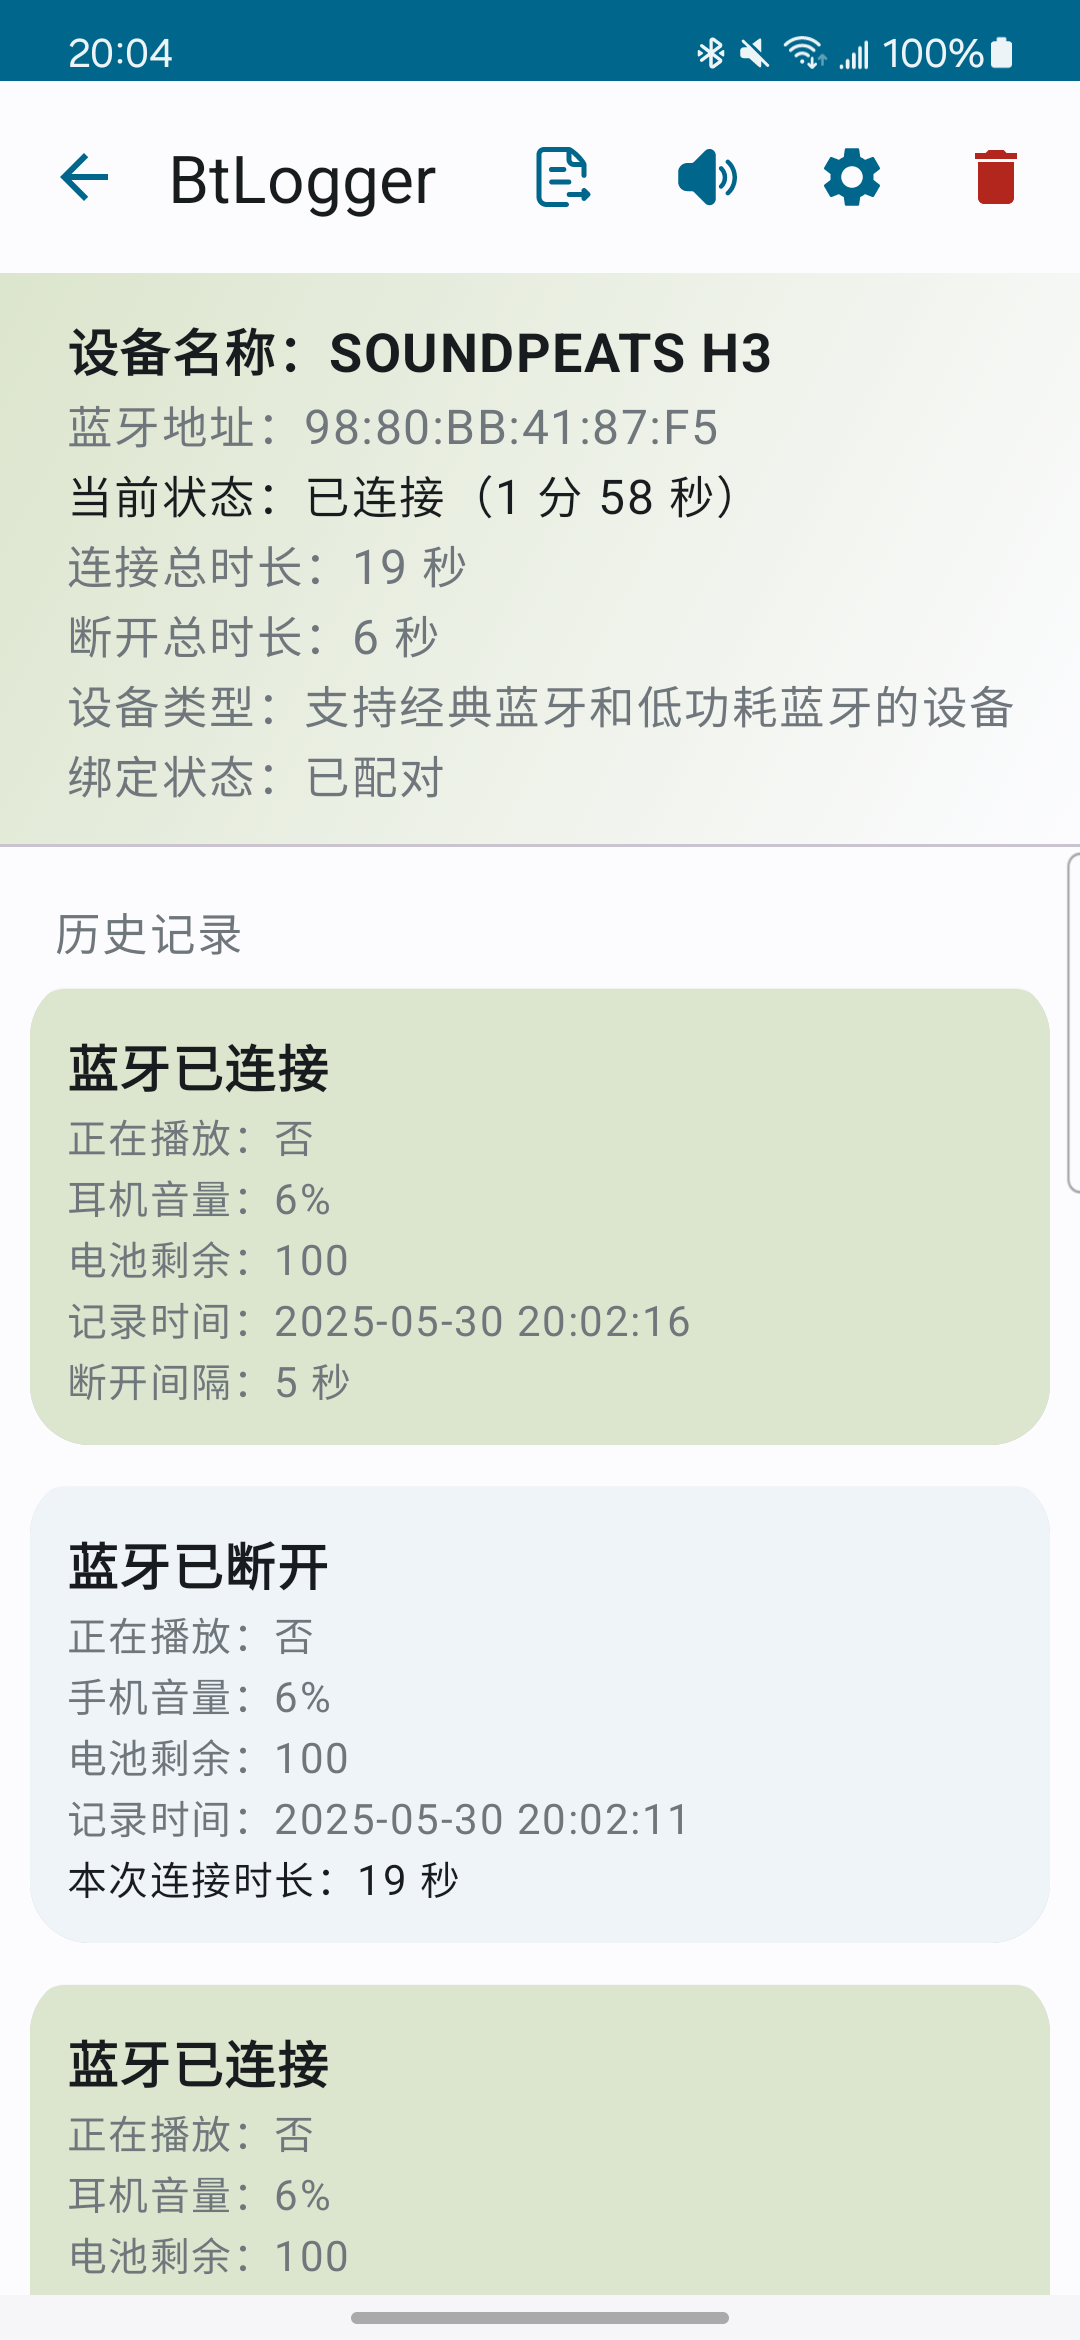 20:04
100%
BtLogger
设备名称：SOUNDPEATS H3
蓝牙地址：98:80:BB:41:87:F5
当前状态：已连接（1 分 58 秒）
连接总时长：19 秒
断开总时长：6 秒
设备类型：支持经典蓝牙和低功耗蓝牙的设备
绑定状态：已配对
历史记录
蓝牙已连接
正在播放：否
耳机音量：6%
电池剩余：100
记录时间：2025-05-30 20:02:16
断开间隔：5 秒
蓝牙已断开
正在播放：否
手机音量：6%
电池剩余：100
记录时间：2025-05-30 20:02:11
本次连接时长：19 秒
蓝牙已连接
正在播放：否
耳机音量：6%
电池剩余：100